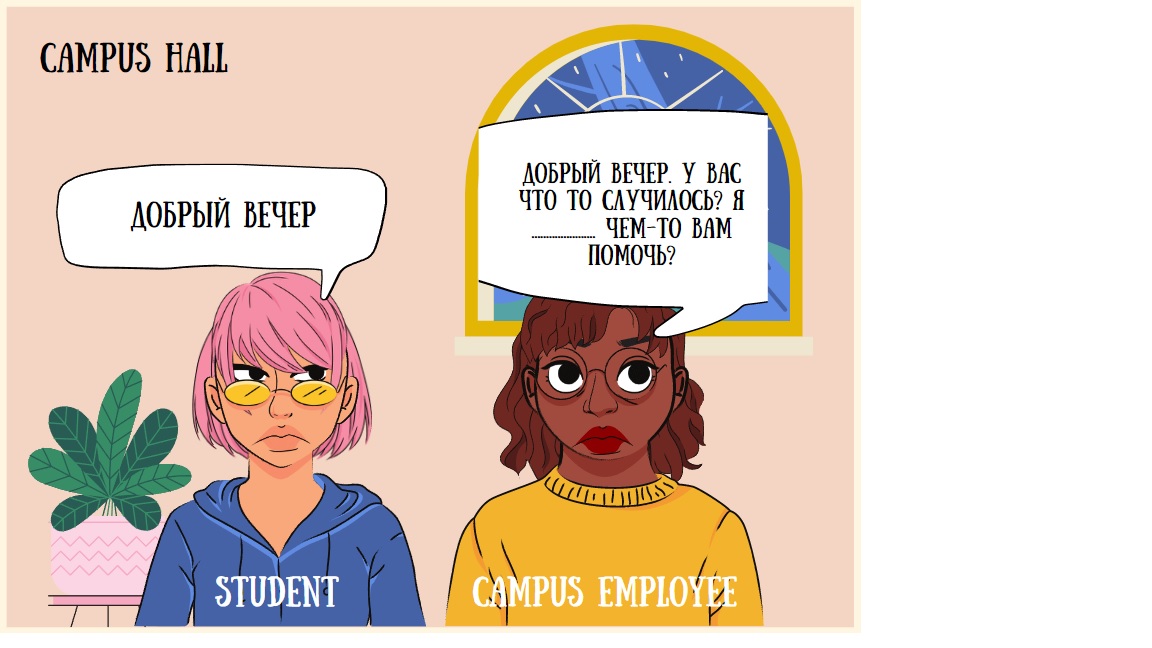 CAMPUS HALL
ДОБРЫЙ ВЕЧЕР
ДОБРЫЙ ВЕЧЕР. У ВАС
ЧТО ТО СЛУЧИЛОСЬ? Я
..................... ЧЕМ-ТО ВАМ
ПОМОЧЬ?
STUDENT
CAMPUS EMPLOYEE